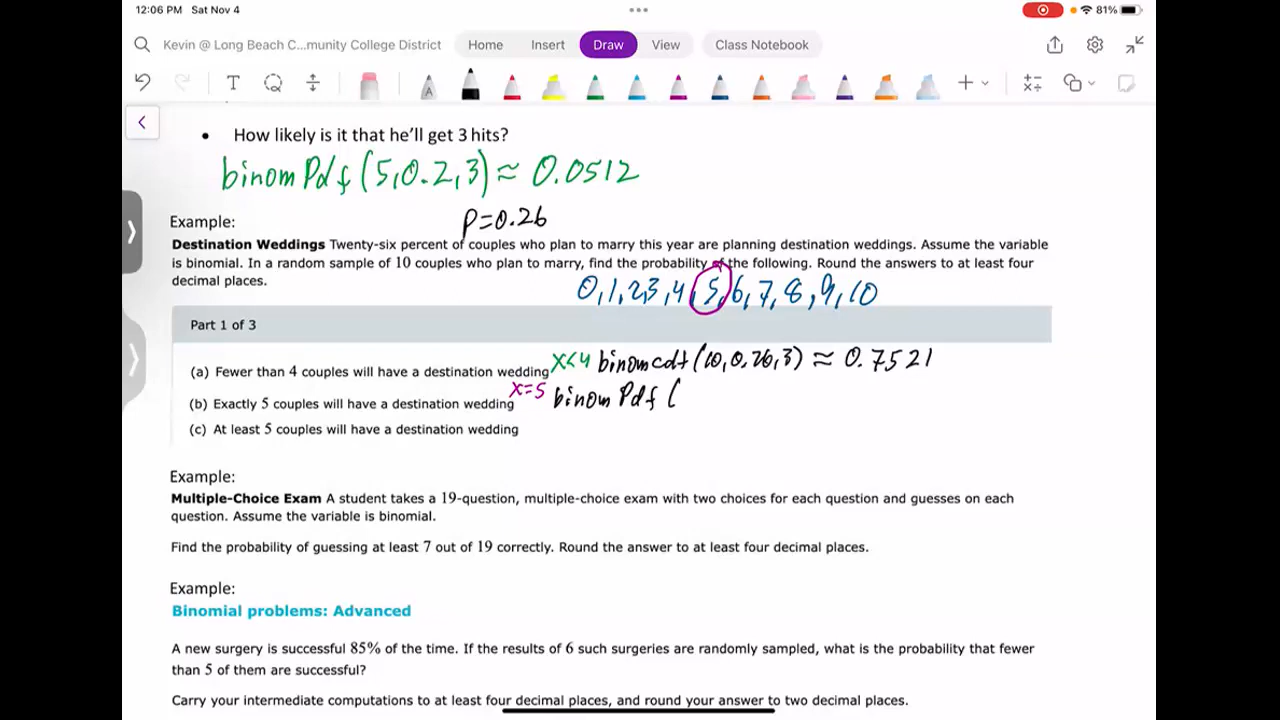 12:06 PM Sat Nov 4
81%
Kevin @ Long Beach C...munity College District Home Insert Draw View Class Notebook
• How likely is it that he'll get 3 hits?
binomPdf(5,0.2,3)≈0.0512
Example:
P=0.26
Destination Weddings Twenty-six percent of couples who plan to marry this year are planning destination weddings. Assume the variable
is binomial. In a random sample of 10 couples who plan to marry, find the probability of the following. Round the answers to at least four
decimal places.
0,1,2,3,4,5,6,7,8,9,10
Part 1 of 3
(a) Fewer than 4 couples will have a destination wedding x<4 binomcdf(10,0.26,3)≈0.7521
(b) Exactly 5 couples will have a destination wedding x=5 binomPdf(
(c) At least 5 couples will have a destination wedding
Example:
Multiple-Choice Exam A student takes a 19-question, multiple-choice exam with two choices for each question and guesses on each
question. Assume the variable is binomial.
Find the probability of guessing at least 7 out of 19 correctly. Round the answer to at least four decimal places.
Example:
Binomial problems: Advanced
A new surgery is successful 85% of the time. If the results of 6 such surgeries are randomly sampled, what is the probability that fewer
than 5 of them are successful?
Carry your intermediate computations to at least four decimal places, and round your answer to two decimal places.